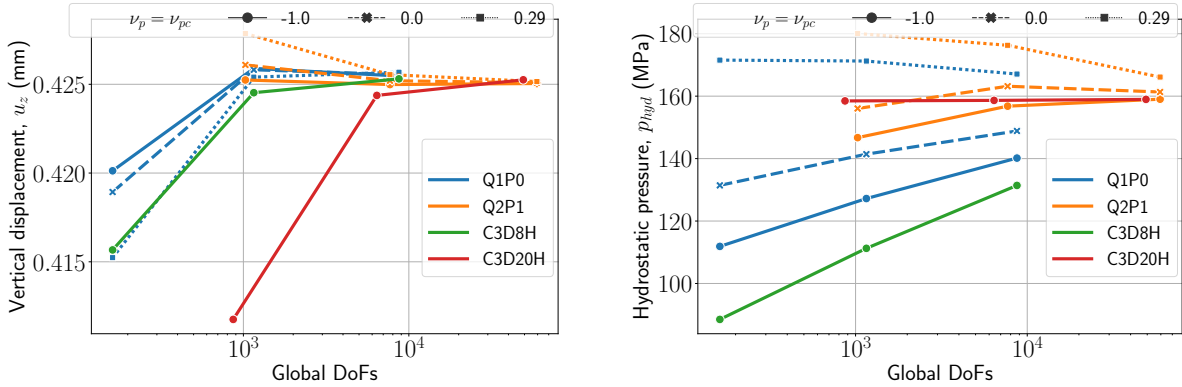 ν_p = ν_pc -1.0 0.0 0.29
Vertical displacement, u_z (mm)
0.425
0.420
0.415
Q1P0
Q2P1
C3D8H
C3D20H
10^3 10^4
Global DoFs
ν_p = ν_pc -1.0 0.0 0.29
Hydrostatic pressure, p_hyd (MPa)
180
160
140
120
100
Q1P0
Q2P1
C3D8H
C3D20H
10^3 10^4
Global DoFs